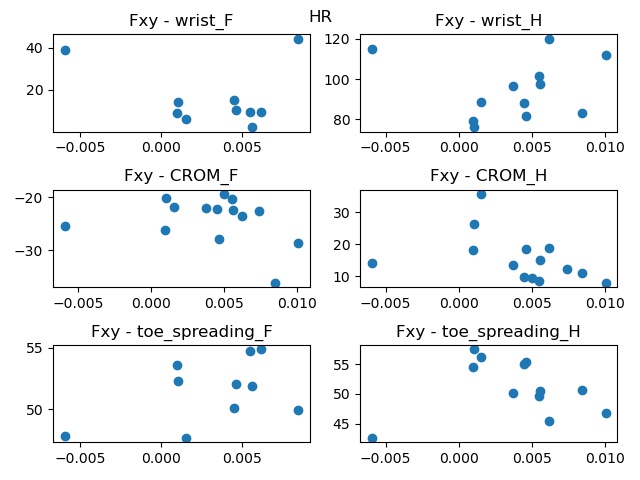 HR
Fxy - wrist_F
Fxy - wrist_H
40
20
−0.005 0.000 0.005
120
100
80
−0.005 0.000 0.005 0.010
Fxy - CROM_F
Fxy - CROM_H
−20
−30
−0.005 0.000 0.005 0.010
30
20
10
−0.005 0.000 0.005 0.010
Fxy - toe_spreading_F
Fxy - toe_spreading_H
55
50
−0.005 0.000 0.005
55
50
45
−0.005 0.000 0.005 0.010